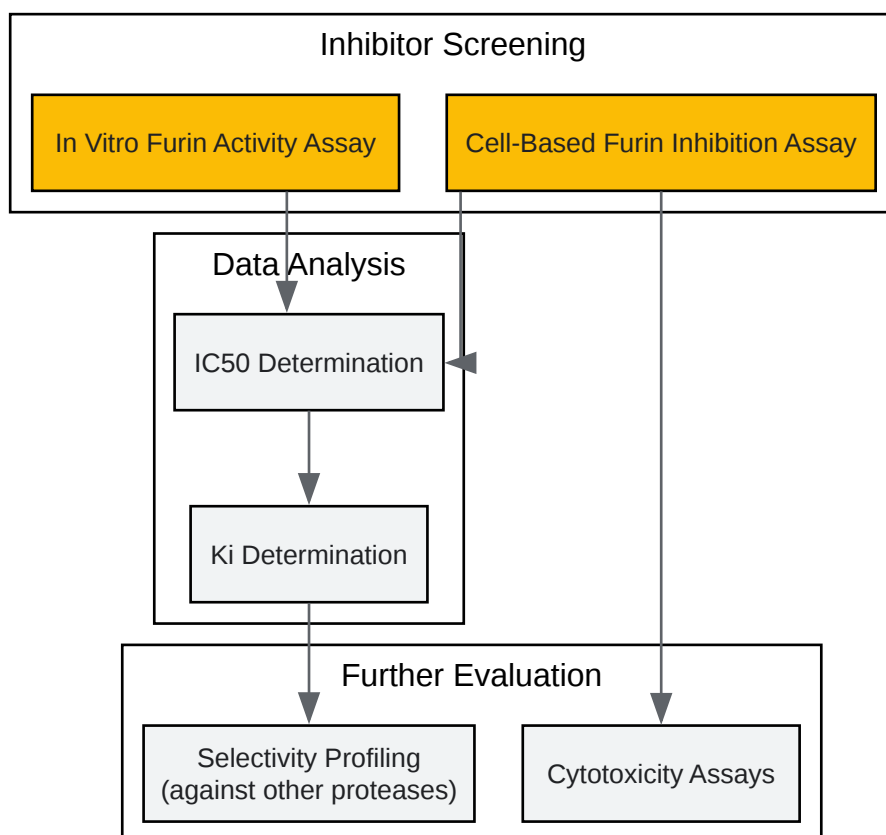 Inhibitor Screening
In Vitro Furin Activity Assay
Cell-Based Furin Inhibition Assay
Data Analysis
IC50 Determination
Ki Determination
Further Evaluation
Selectivity Profiling
(against other proteases)
Cytotoxicity Assays